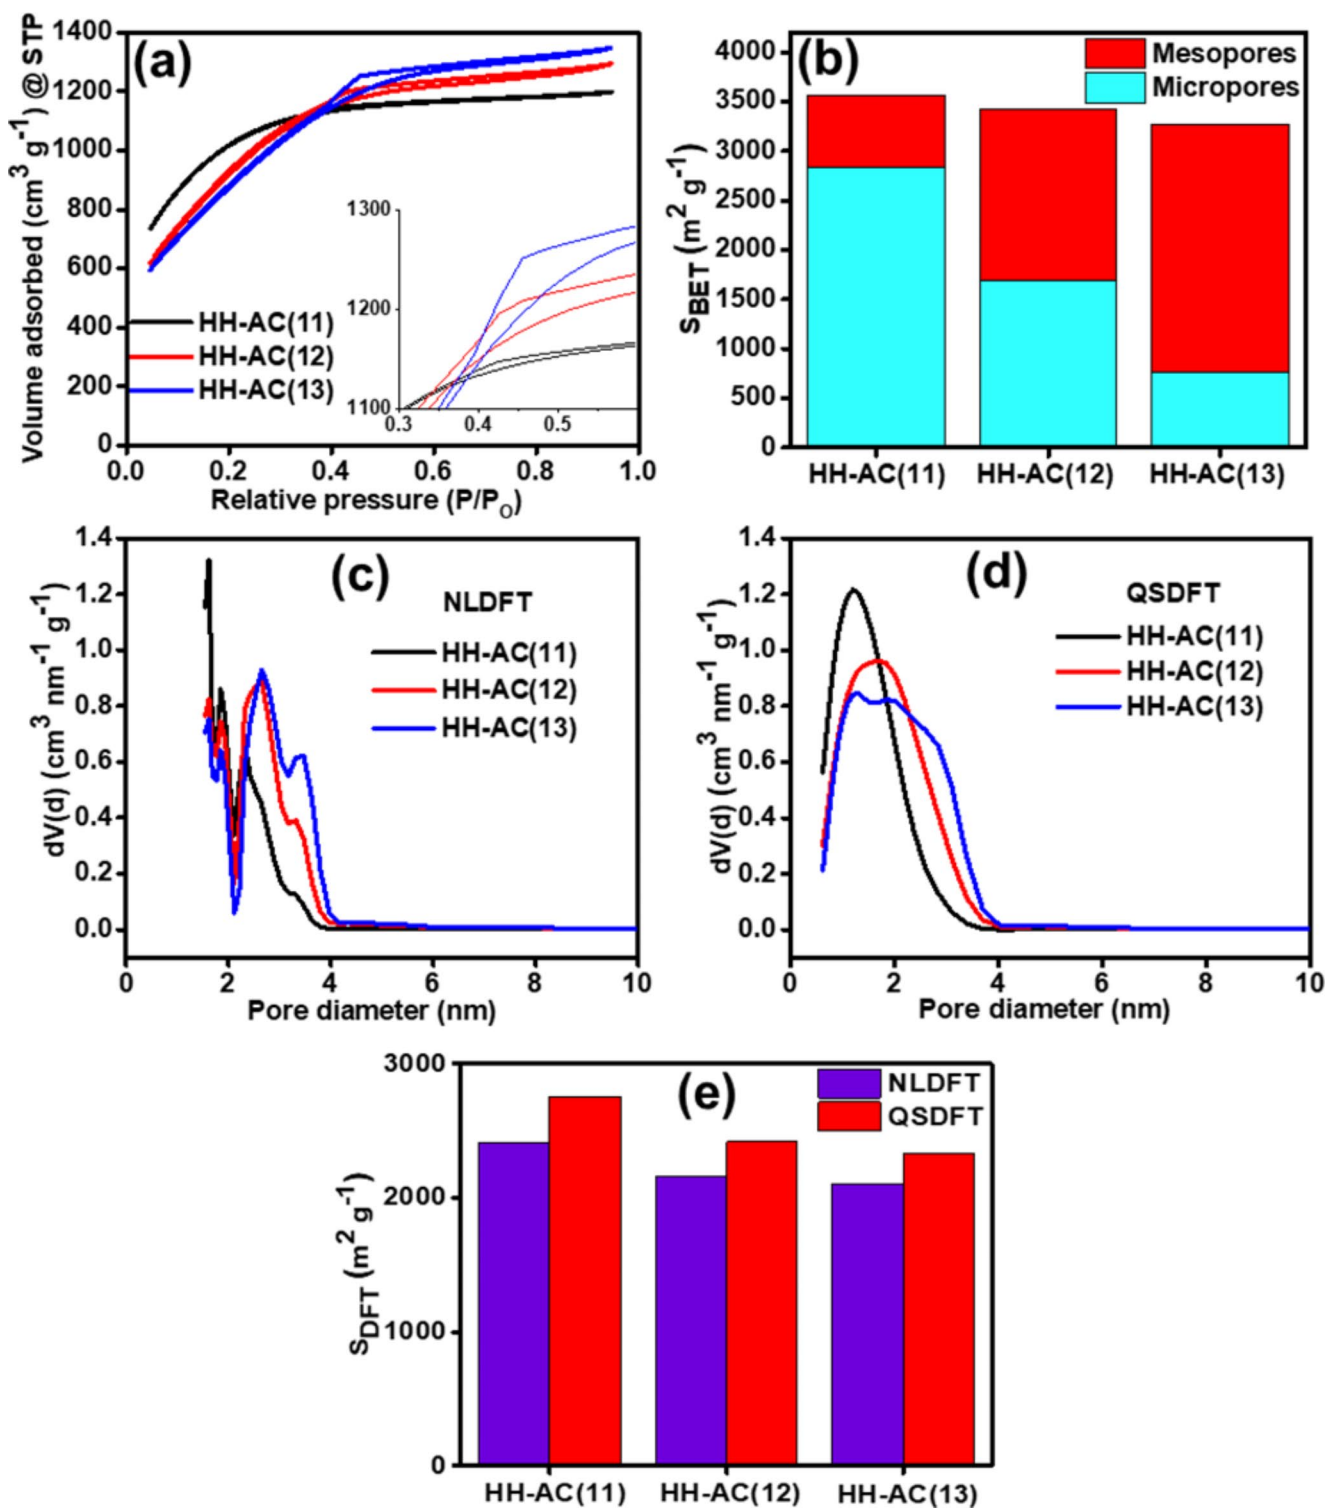 (a)
Volume adsorbed (cm³ g⁻¹) @ STP
1400
1200
1000
800
600
400
200
0
HH-AC(11)
HH-AC(12)
HH-AC(13)
1300
1200
1100
0.3
0.4
0.5
0.0
0.2
0.4
0.6
0.8
1.0
Relative pressure (P/P₀)
(b)
Mesopores
Micropores
S_BET (m² g⁻¹)
4000
3500
3000
2500
2000
1500
1000
500
0
HH-AC(11)
HH-AC(12)
HH-AC(13)
(c)
NLDFT
HH-AC(11)
HH-AC(12)
HH-AC(13)
dV(d) (cm³ nm⁻¹ g⁻¹)
1.4
1.2
1.0
0.8
0.6
0.4
0.2
0.0
0
2
4
6
8
10
Pore diameter (nm)
(d)
QSDFT
HH-AC(11)
HH-AC(12)
HH-AC(13)
dV(d) (cm³ nm⁻¹ g⁻¹)
1.4
1.2
1.0
0.8
0.6
0.4
0.2
0.0
0
2
4
6
8
10
Pore diameter (nm)
(e)
NLDFT
QSDFT
S_DFT (m² g⁻¹)
3000
2000
1000
0
HH-AC(11)
HH-AC(12)
HH-AC(13)